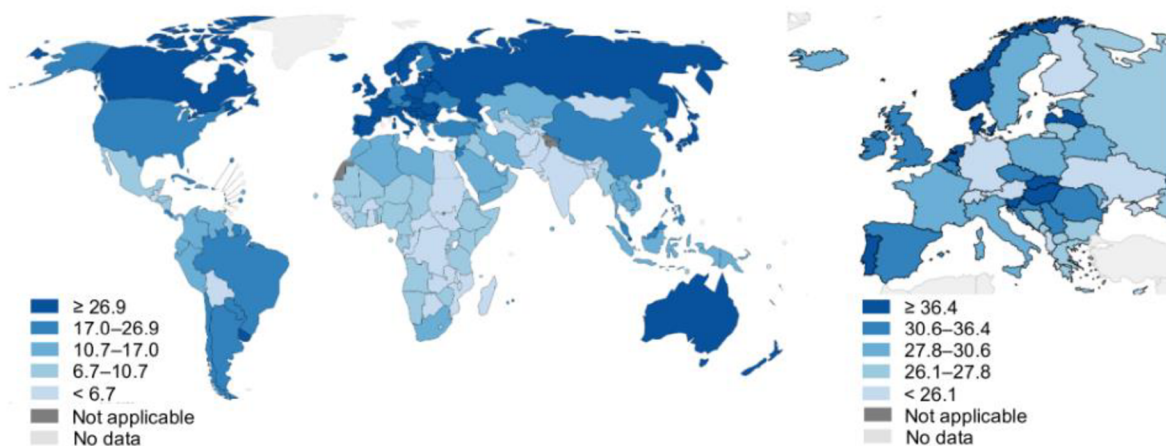 ≥ 26.9
17.0–26.9
10.7–17.0
6.7–10.7
< 6.7
Not applicable
No data
≥ 36.4
30.6–36.4
27.8–30.6
26.1–27.8
< 26.1
Not applicable
No data